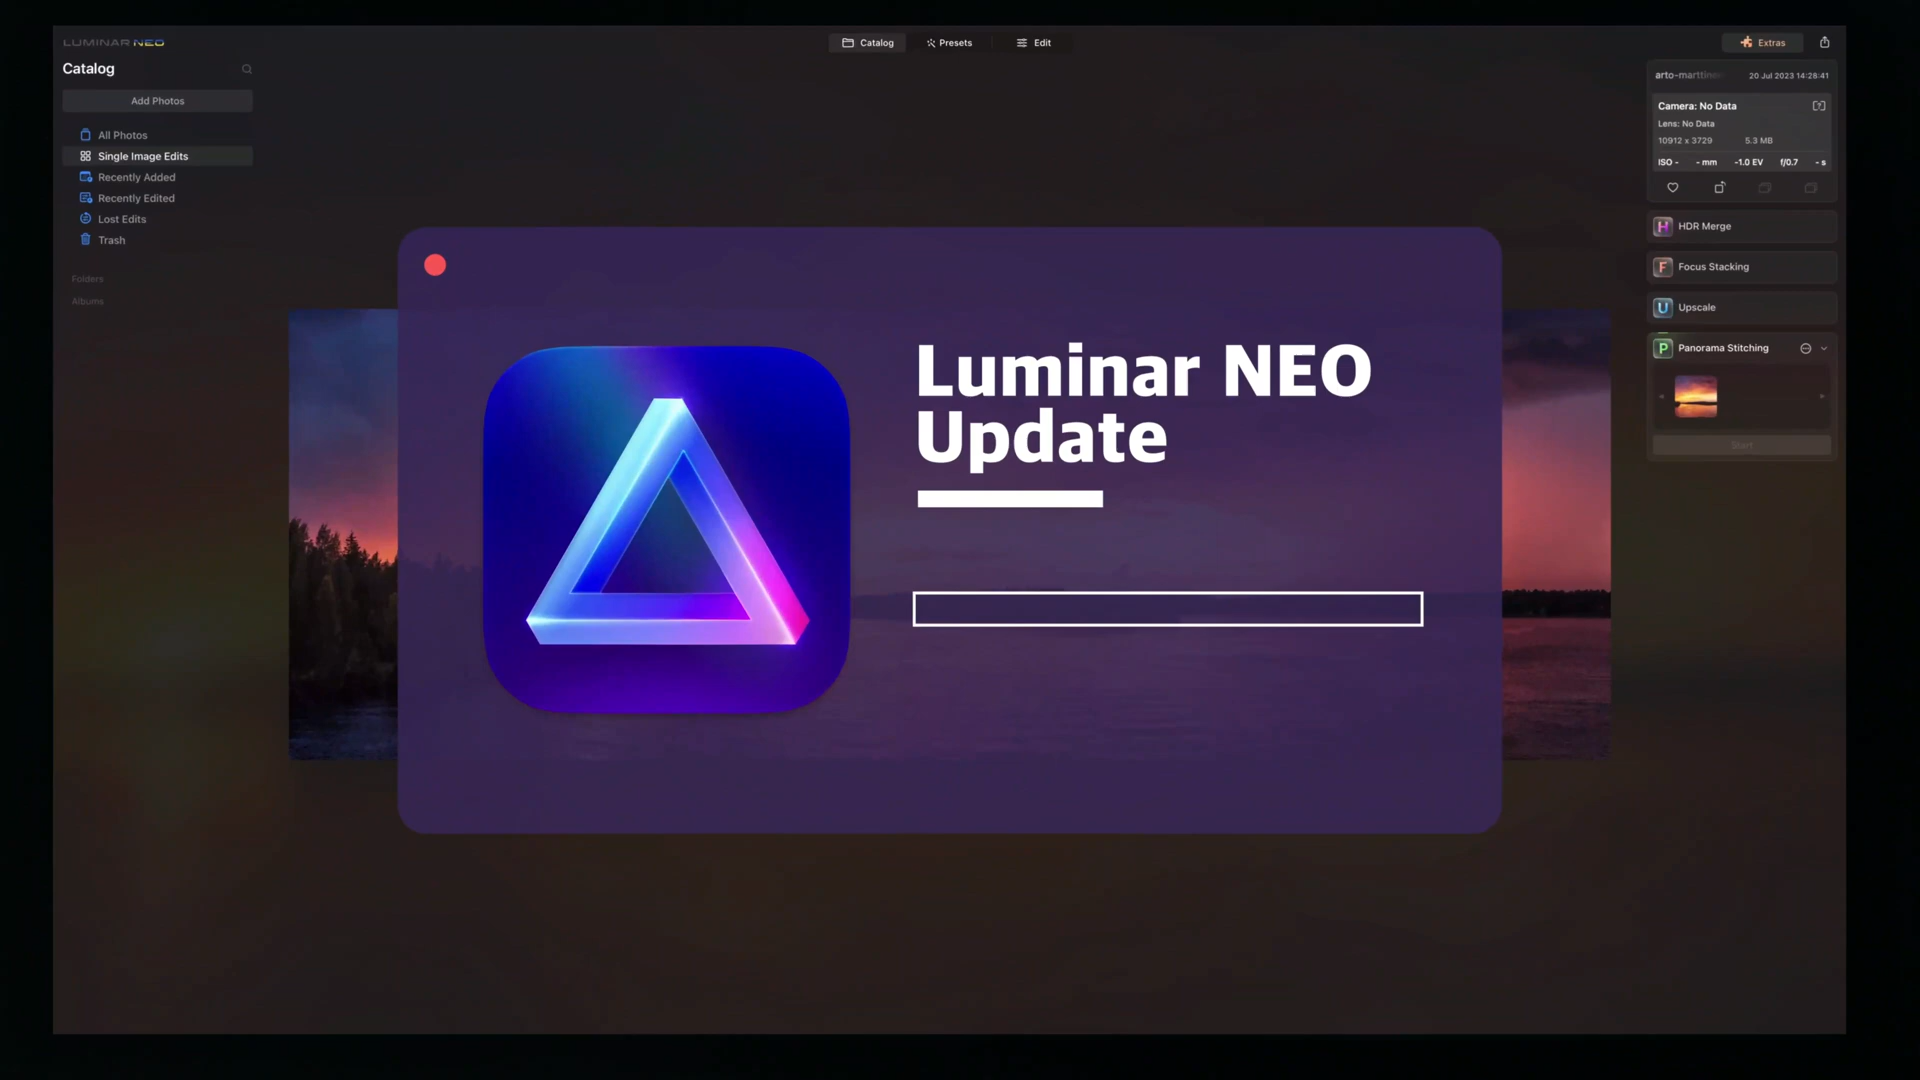 LUMINAR NEO
Catalog
Presets
Edit
Extras
Catalog
Add Photos
All Photos
Single Image Edits
Recently Added
Recently Edited
Lost Edits
Trash
Folders
Albums
Luminar NEO
Update
20 Jul 2023 14:28:41
Camera: No Data
Lens: No Data
10912 x 3729 5.3 MB
ISO - - mm -1.0 EV f/0.7 - s
H HDR Merge
F Focus Stacking
U Upscale
P Panorama Stitching
Start